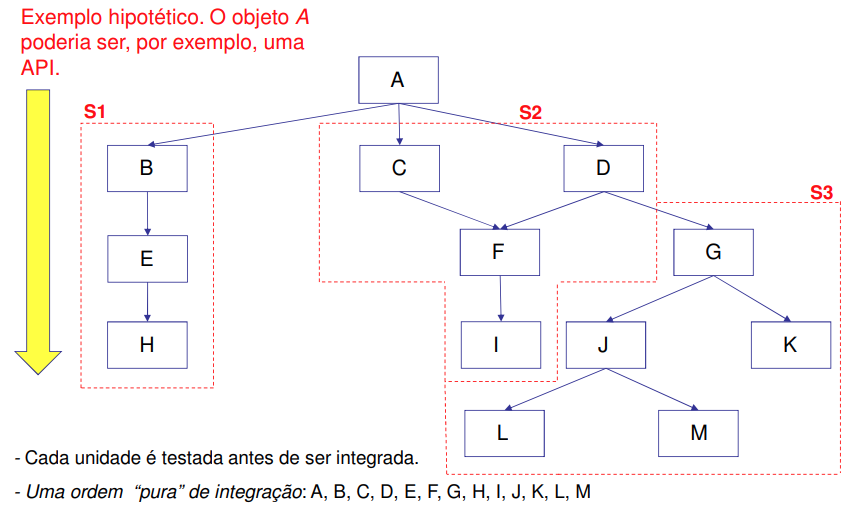 Exemplo hipotético. O objeto A
poderia ser, por exemplo, uma
API.
A
S1
S2
B
C
D
S3
E
F
G
H
I
J
K
L
M
- Cada unidade é testada antes de ser integrada.
- Uma ordem “pura” de integração: A, B, C, D, E, F, G, H, I, J, K, L, M